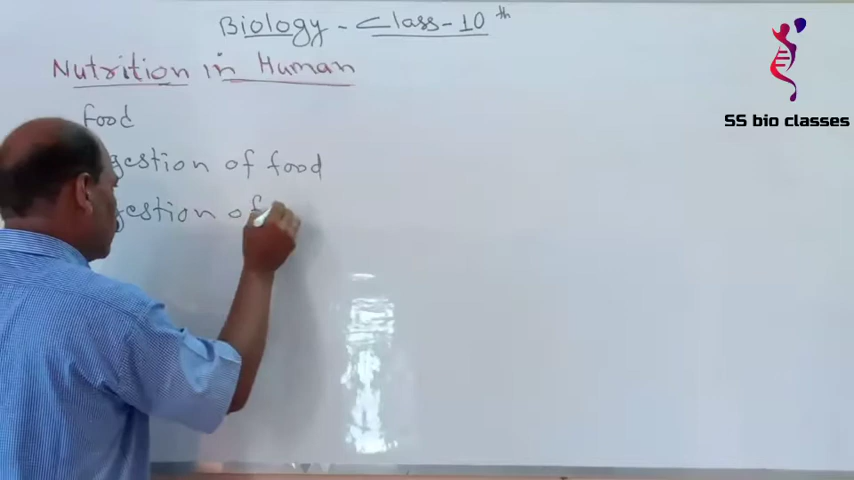 Biology - Class-10th
Nutrition in Human
SS bio classes
food
gestion of food
gestion of